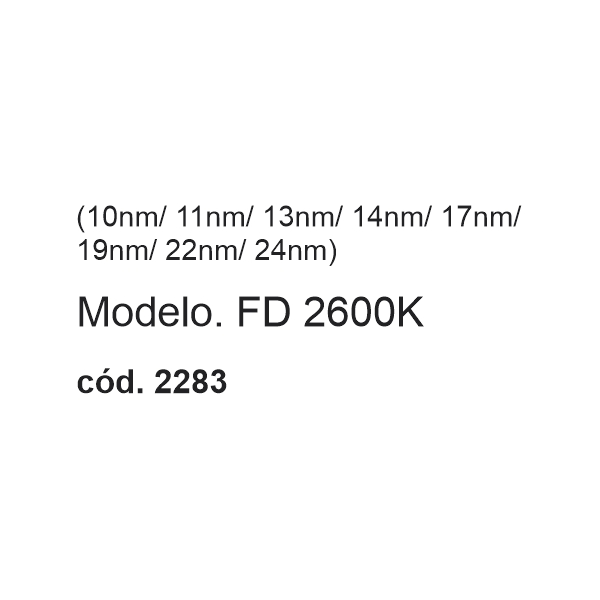 (10nm/ 11nm/ 13nm/ 14nm/ 17nm/
19nm/ 22nm/ 24nm)
Modelo. FD 2600K
cód. 2283